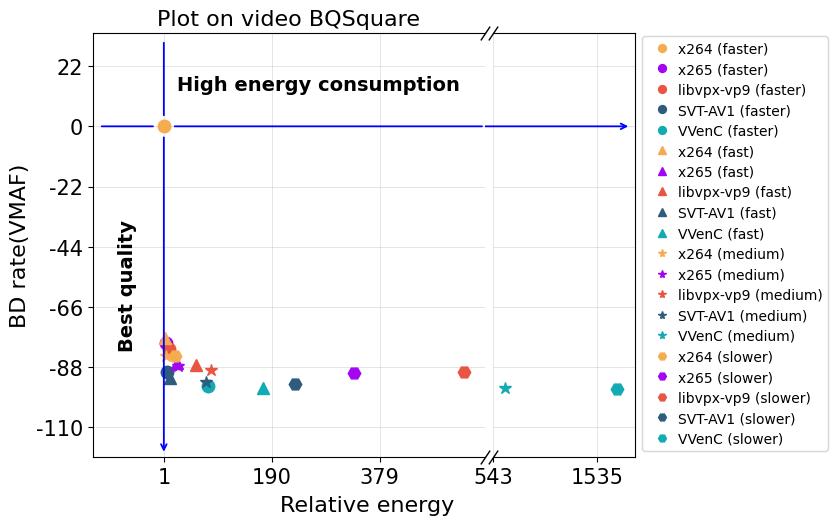 Plot on video BQSquare
High energy consumption
Best quality
BD rate(VMAF)
22
0
-22
-44
-66
-88
-110
1
190
379
543
1535
Relative energy
x264 (faster)
x265 (faster)
libvpx-vp9 (faster)
SVT-AV1 (faster)
VVenC (faster)
x264 (fast)
x265 (fast)
libvpx-vp9 (fast)
SVT-AV1 (fast)
VVenC (fast)
x264 (medium)
x265 (medium)
libvpx-vp9 (medium)
SVT-AV1 (medium)
VVenC (medium)
x264 (slower)
x265 (slower)
libvpx-vp9 (slower)
SVT-AV1 (slower)
VVenC (slower)